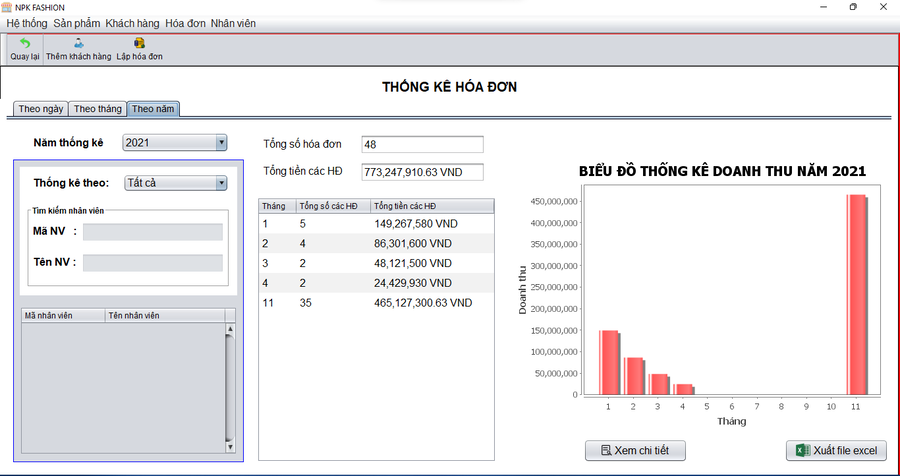 NPK FASHION
Hệ thống Sản phẩm Khách hàng Hóa đơn Nhân viên
Quay lại Thêm khách hàng Lập hóa đơn
THỐNG KÊ HÓA ĐƠN
Theo ngày Theo tháng Theo năm
Năm thống kê 2021
Thống kê theo: Tất cả
Tìm kiếm nhân viên
Mã NV :
Tên NV :
Mã nhân viên Tên nhân viên
Tổng số hóa đơn 48
Tổng tiền các HĐ 773,247,910.63 VND
Tháng Tổng số các HĐ Tổng tiền các HĐ
1 5 149,267,580 VND
2 4 86,301,600 VND
3 2 48,121,500 VND
4 2 24,429,930 VND
11 35 465,127,300.63 VND
BIỂU ĐỒ THỐNG KÊ DOANH THU NĂM 2021
Doanh thu
450,000,000
400,000,000
350,000,000
300,000,000
250,000,000
200,000,000
150,000,000
100,000,000
50,000,000
0
1 2 3 4 5 6 7 8 9 10 11
Tháng
Xem chi tiết Xuất file excel